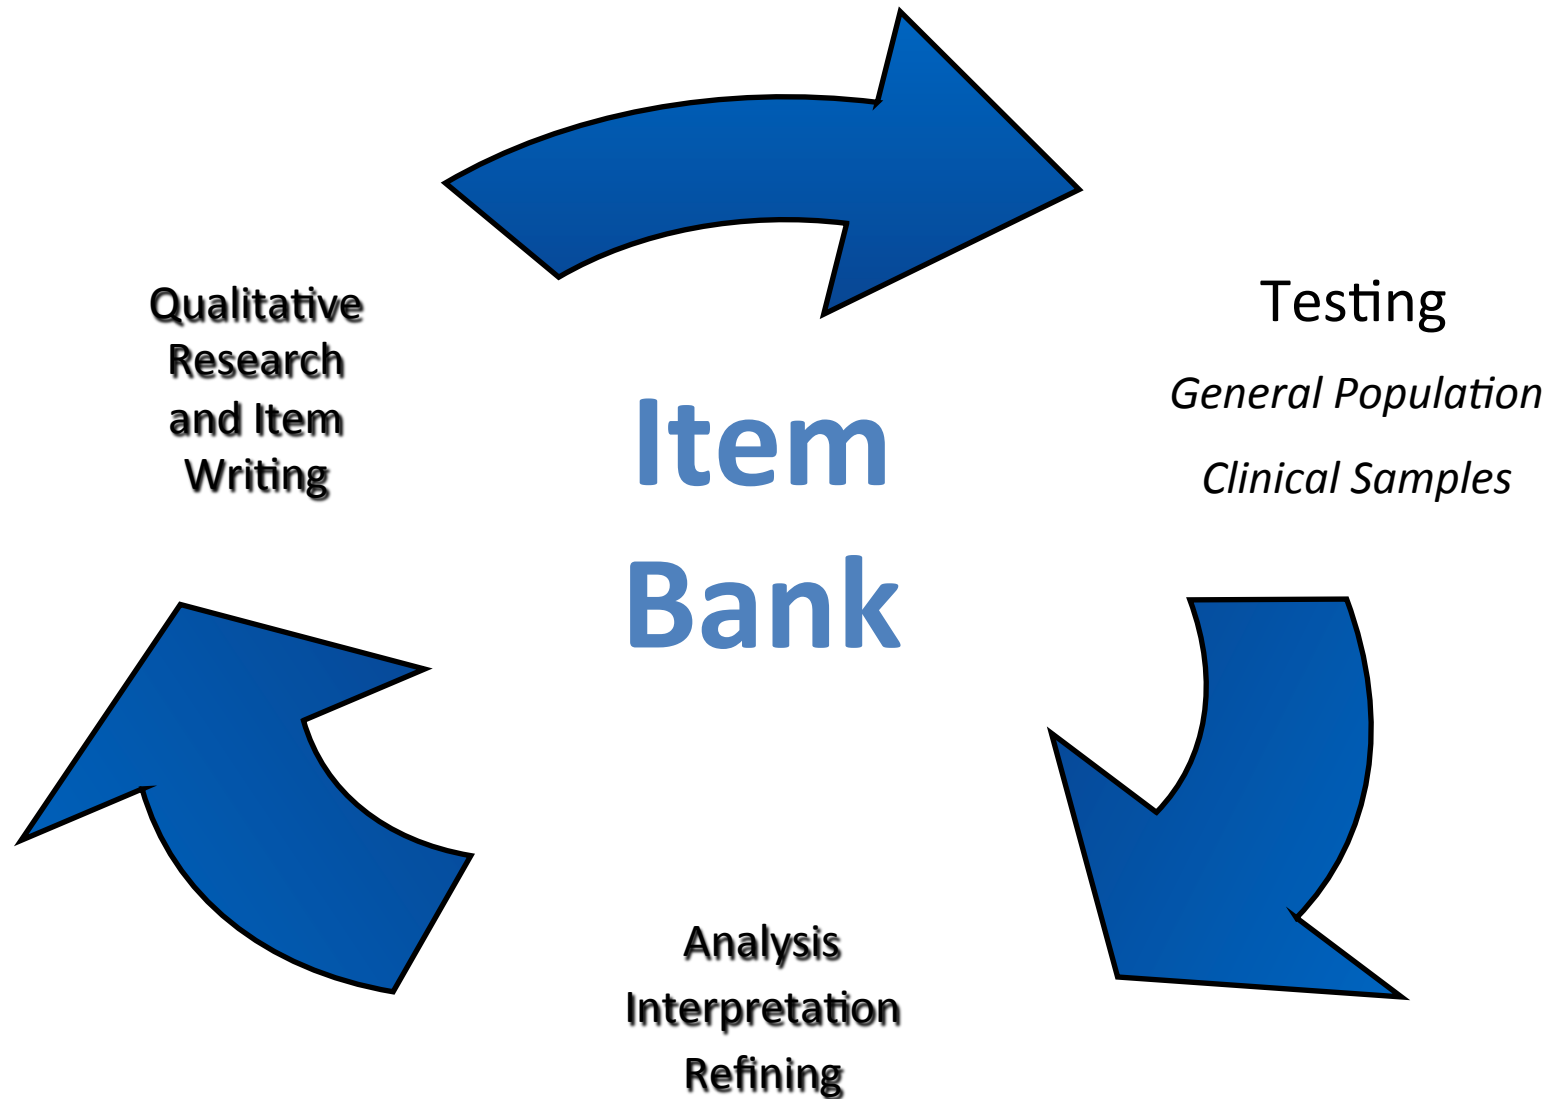 Qualitative
Research
and Item
Writing
Item
Bank
Testing
General Population
Clinical Samples
Analysis
Interpretation
Refining